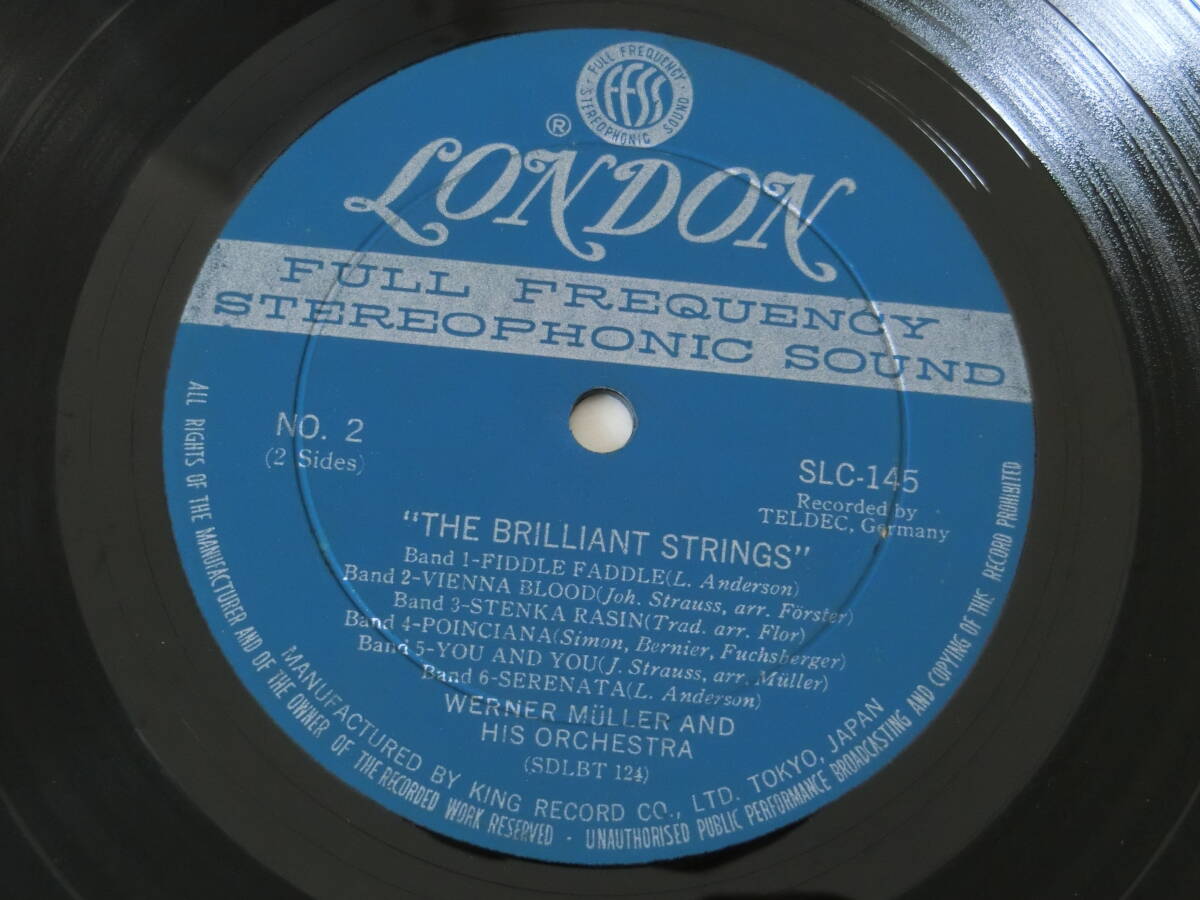 FULL FREQUENCY STEREOPHONIC SOUND
FFSS
®
LONDON
FULL FREQUENCY
STEREOPHONIC SOUND
NO. 2
(2 Sides)
SLC-145
Recorded by
TELDEC, Germany
"THE BRILLIANT STRINGS"
Band 1-FIDDLE FADDLE(L. Anderson)
Band 2-VIENNA BLOOD(Joh. Strauss, arr. Förster)
Band 3-STENKA RASIN(Trad. arr. Flor)
Band 4-POINCIANA(Simon, Bernier, Fuchsberger)
Band 5-YOU AND YOU(J. Strauss, arr. Müller)
Band 6-SERENATA(L. Anderson)
WERNER MÜLLER AND
HIS ORCHESTRA
(SDLBT 124)
MANUFACTURED BY KING RECORD CO., LTD. TOKYO, JAPAN
ALL RIGHTS OF THE MANUFACTURER AND OF THE OWNER OF THE RECORDED WORK RESERVED · UNAUTHORISED PUBLIC PERFORMANCE BROADCASTING AND COPYING OF THIS RECORD PROHIBITED